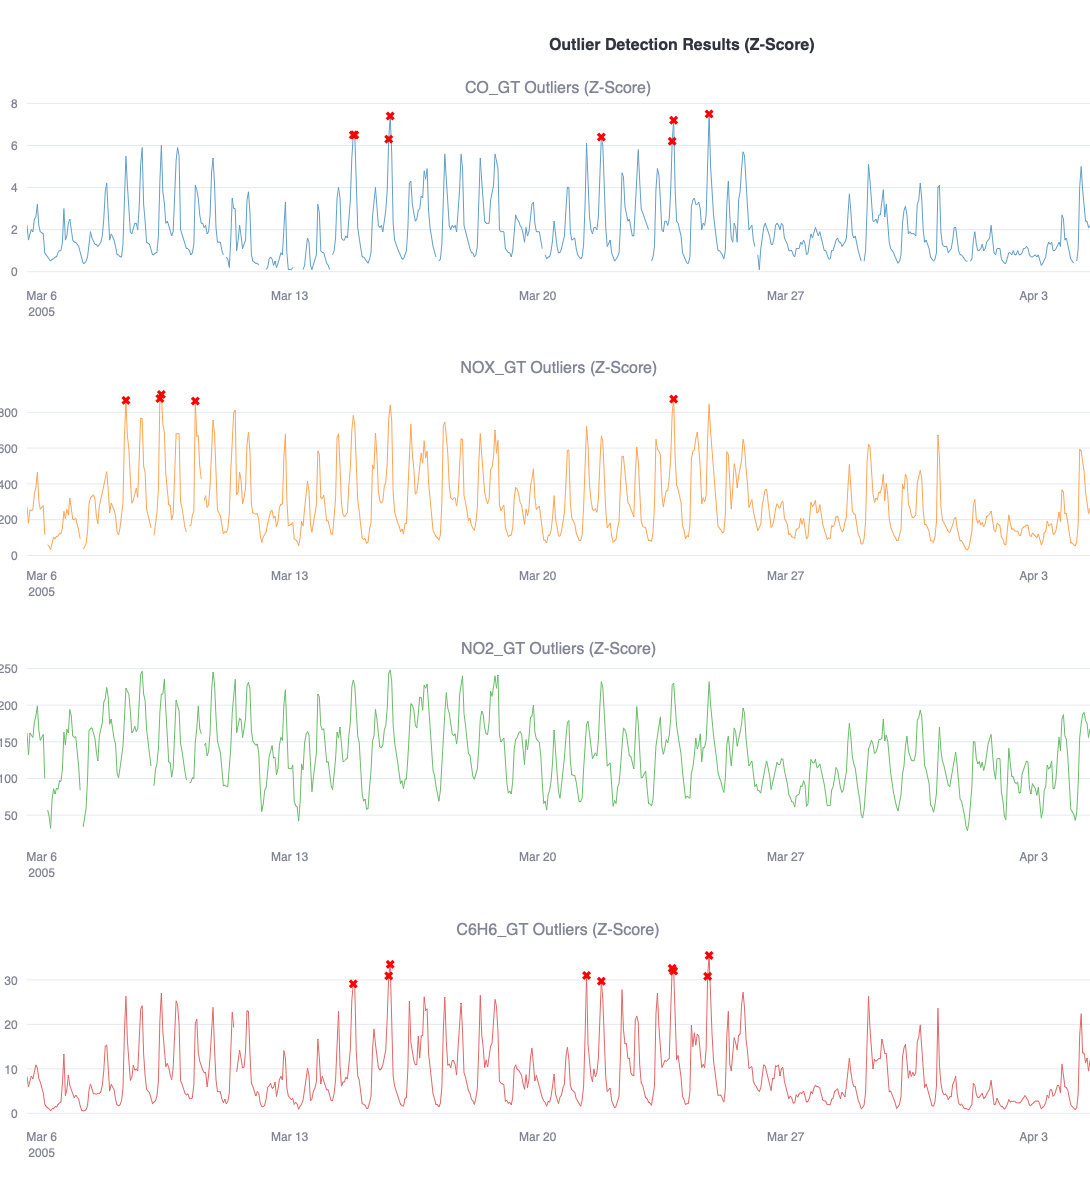 Outlier Detection Results (Z-Score)
CO_GT Outliers (Z-Score)
8
6
4
2
0
Mar 6
2005
Mar 13
Mar 20
Mar 27
Apr 3
NOX_GT Outliers (Z-Score)
800
600
400
200
0
Mar 6
2005
Mar 13
Mar 20
Mar 27
Apr 3
NO2_GT Outliers (Z-Score)
250
200
150
100
50
Mar 6
2005
Mar 13
Mar 20
Mar 27
Apr 3
C6H6_GT Outliers (Z-Score)
30
20
10
0
Mar 6
2005
Mar 13
Mar 20
Mar 27
Apr 3